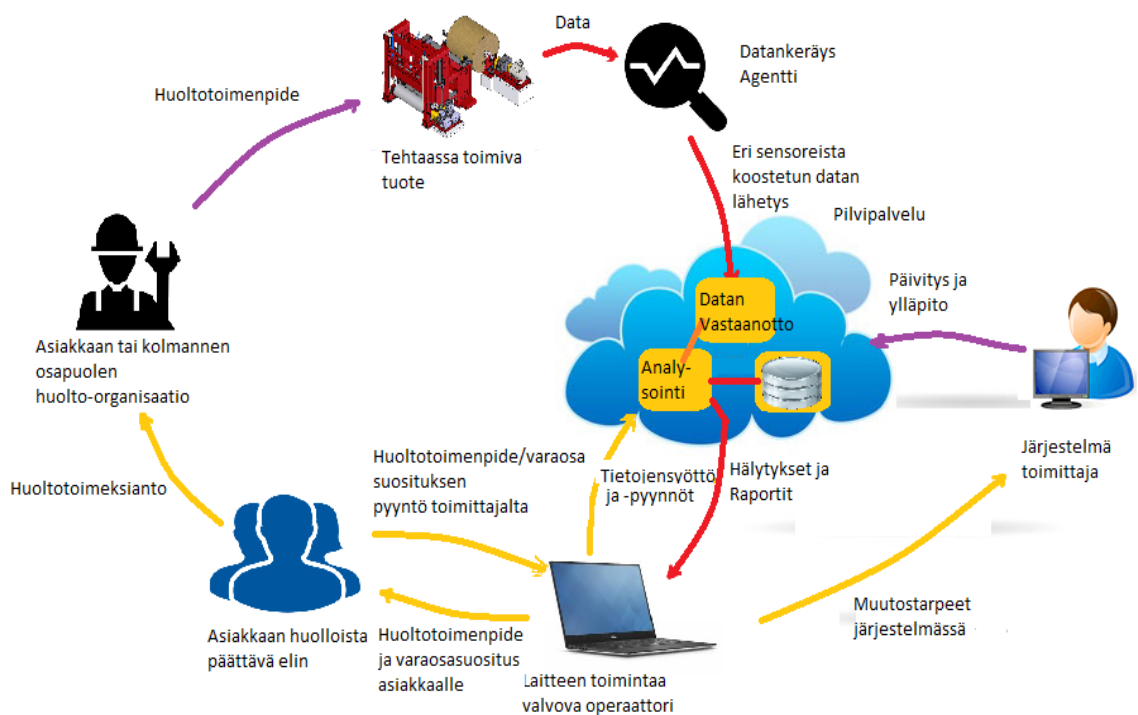 Data
Datankeräys
Agentti
Huoltotoimenpide
Tehtaassa toimiva
tuote
Eri sensoreista
koostetun datan
lähetys
Pilvipalvelu
Datan
Vastaanotto
Päivitys ja
ylläpito
Analy-
sointi
Asiakkaan tai kolmannen
osapuolen
huolto-organisaatio
Järjestelmä
toimittaja
Huoltotoimenpide/varaosa
suosituksen
pyyntö toimittajalta
Tietojensyöttö
ja -pyynnöt
Hälytykset ja
Raportit
Huoltotoimeksianto
Muutostarpeet
järjestelmässä
Asiakkaan huolloista
päättävä elin
Huoltotoimenpide
ja varaosasuositus
asiakkaalle
Laitteen toimintaa
valvova operaattori